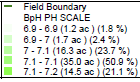 Field Boundary
BpH PH SCALE
6.9 - 6.9 (1.2 ac) (1.8 %)
6.9 - 7 (1.7 ac) (2.4 %)
7 - 7.1 (16.3 ac) (23.7 %)
7.1 - 7.1 (35.0 ac) (50.9 %)
7.1 - 7.2 (14.5 ac) (21.1 %)